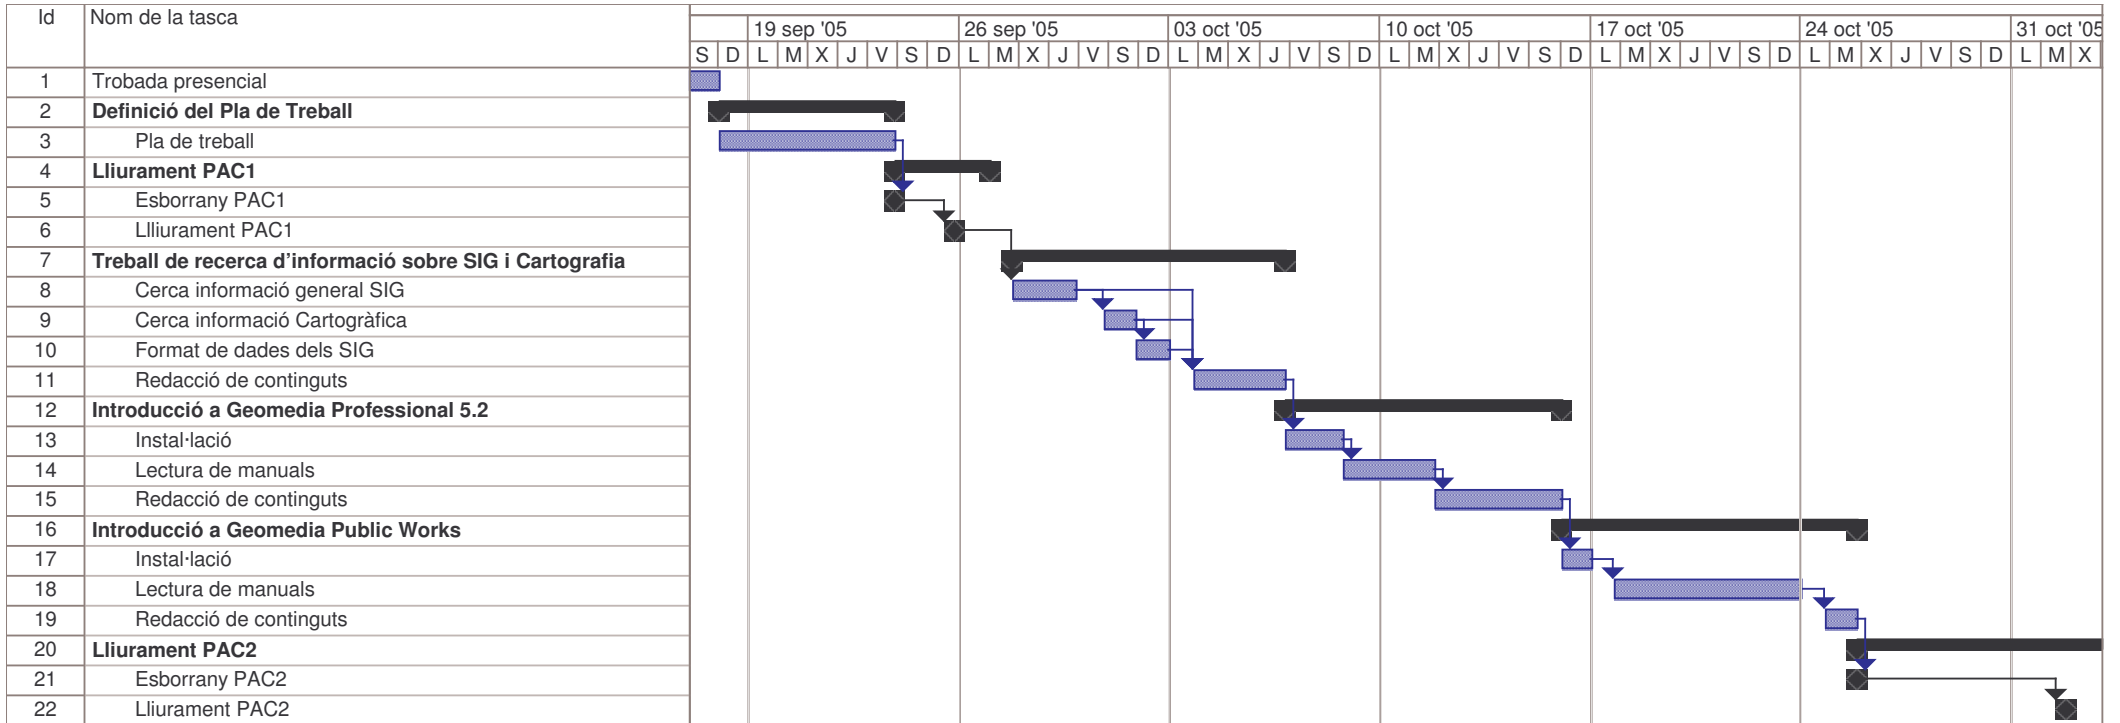 Id Nom de la tasca
19 sep '05 26 sep '05 03 oct '05 10 oct '05 17 oct '05 24 oct '05 31 oct '05
S D L M X J V S D L M X J V S D L M X J V S D L M X J V S D L M X J V S D L M X J V S D L M X
1 Trobada presencial
2 Definició del Pla de Treball
3 Pla de treball
4 Lliurament PAC1
5 Esborrany PAC1
6 Llliurament PAC1
7 Treball de recerca d’informació sobre SIG i Cartografia
8 Cerca informació general SIG
9 Cerca informació Cartogràfica
10 Format de dades dels SIG
11 Redacció de continguts
12 Introducció a Geomedia Professional 5.2
13 Instal·lació
14 Lectura de manuals
15 Redacció de continguts
16 Introducció a Geomedia Public Works
17 Instal·lació
18 Lectura de manuals
19 Redacció de continguts
20 Lliurament PAC2
21 Esborrany PAC2
22 Lliurament PAC2